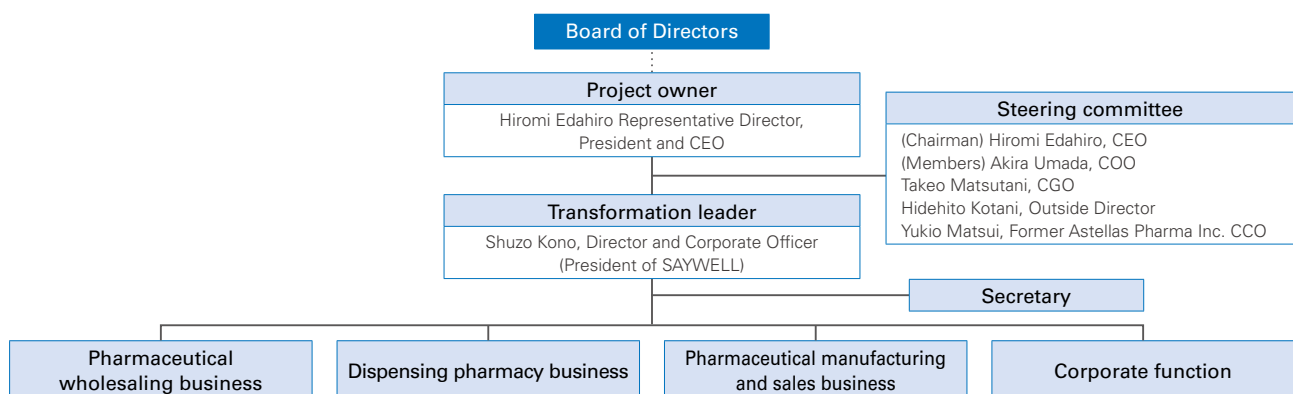 Board of Directors
Project owner
Hiromi Edahiro Representative Director,
President and CEO
Steering committee
(Chairman) Hiromi Edahiro, CEO
(Members) Akira Umada, COO
Takeo Matsutani, CGO
Hidehito Kotani, Outside Director
Yukio Matsui, Former Astellas Pharma Inc. CCO
Transformation leader
Shuzo Kono, Director and Corporate Officer
(President of SAYWELL)
Secretary
Pharmaceutical
wholesaling business
Dispensing pharmacy business
Pharmaceutical manufacturing
and sales business
Corporate function